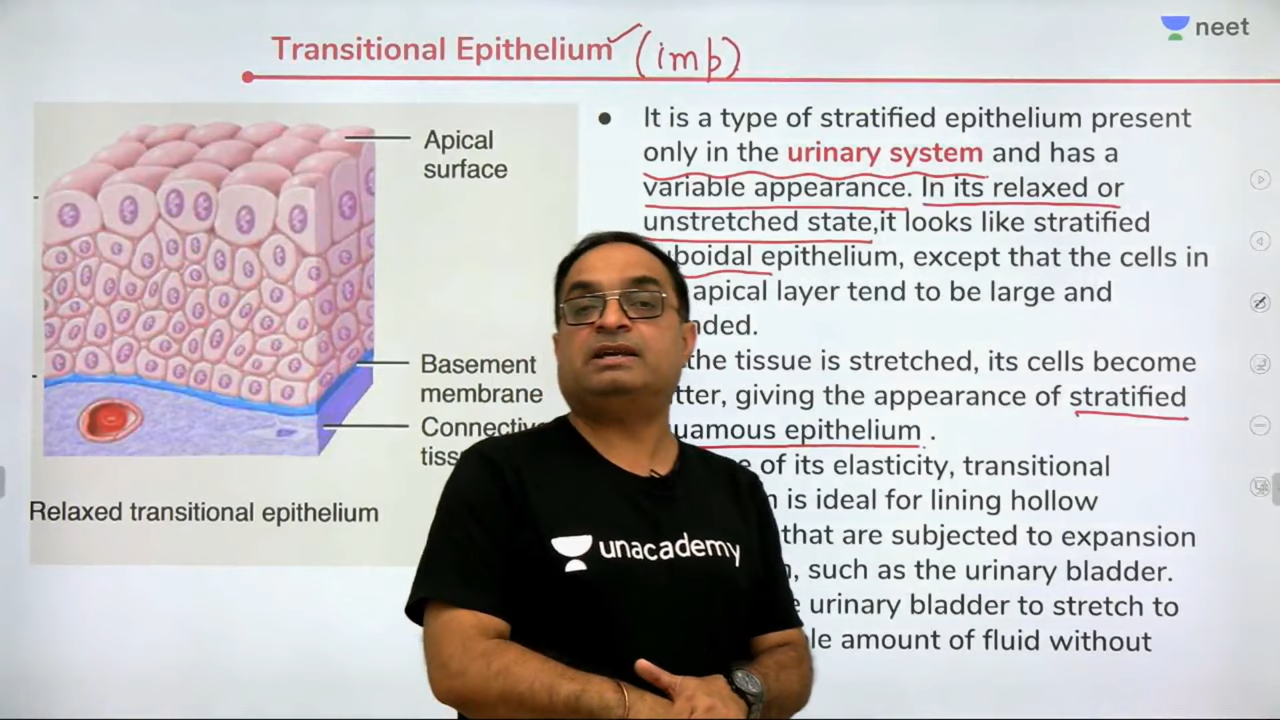 Transitional Epithelium (imp)
neet
Apical
surface
Basement
membrane
Relaxed transitional epithelium
It is a type of stratified epithelium present
only in the urinary system and has a
variable appearance. In its relaxed or
unstretched state,it looks like stratified
epithelium, except that the cells in
apical layer tend to be large and
the tissue is stretched, its cells become
giving the appearance of stratified
epithelium .
of its elasticity, transitional
is ideal for lining hollow
that are subjected to expansion
such as the urinary bladder.
urinary bladder to stretch to
amount of fluid without
unacademy